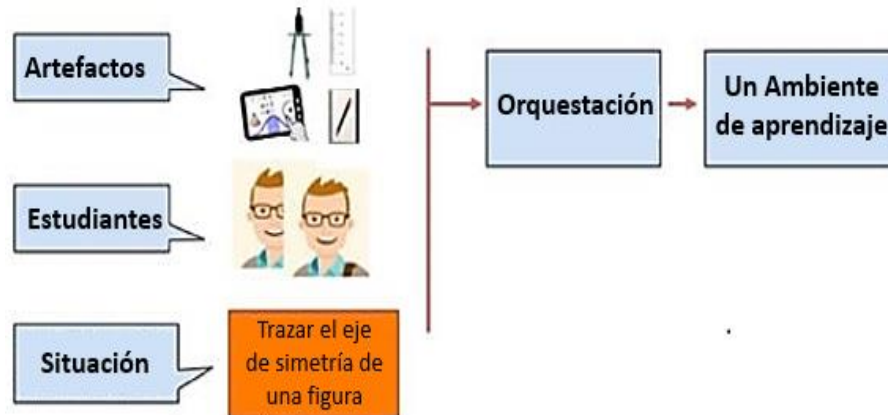 Artefactos
Estudiantes
Situación
Trazar el eje
de simetría de
una figura
Orquestación
Un Ambiente
de aprendizaje